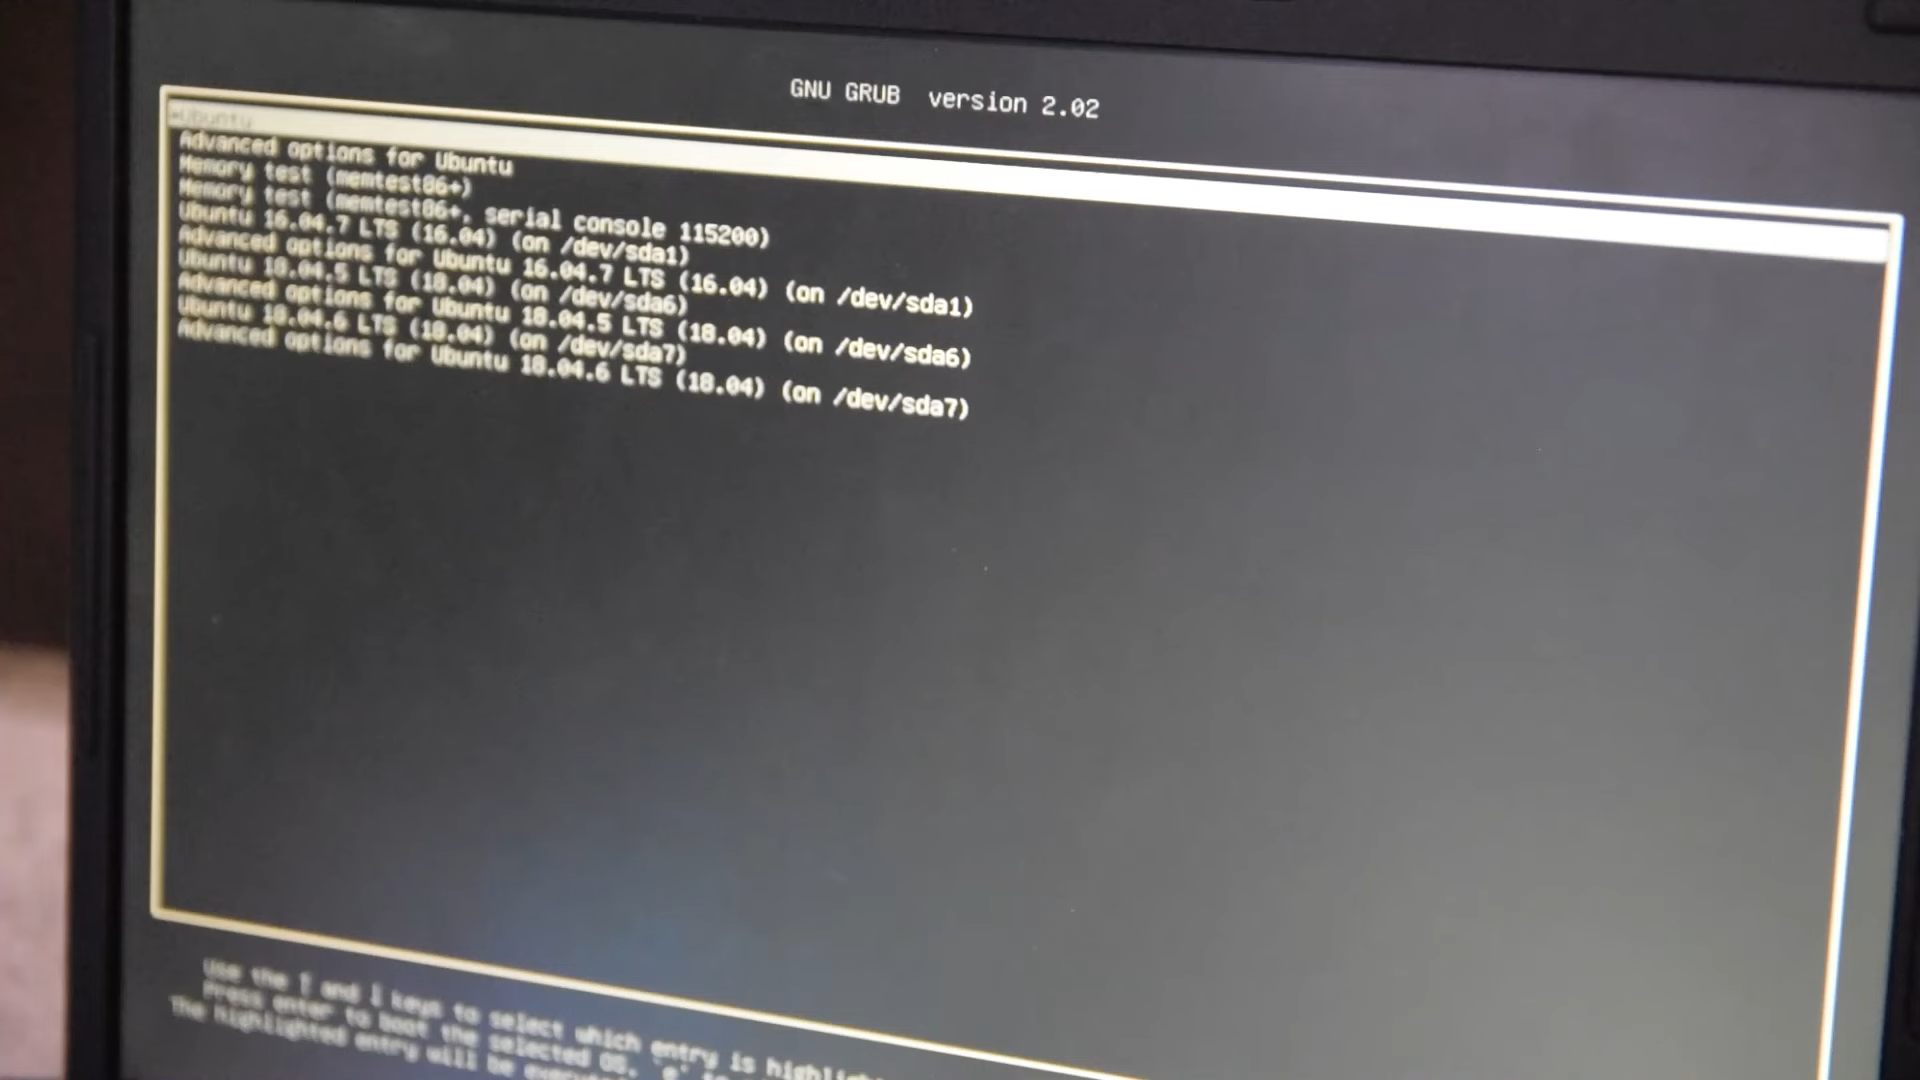 GNU GRUB version 2.02
*Ubuntu
Advanced options for Ubuntu
Memory test (memtest86+)
Memory test (memtest86+, serial console 115200)
Ubuntu 16.04.7 LTS (16.04) (on /dev/sda1)
Advanced options for Ubuntu 16.04.7 LTS (16.04) (on /dev/sda1)
Ubuntu 18.04.5 LTS (18.04) (on /dev/sda6)
Advanced options for Ubuntu 18.04.5 LTS (18.04) (on /dev/sda6)
Ubuntu 18.04.6 LTS (18.04) (on /dev/sda7)
Advanced options for Ubuntu 18.04.6 LTS (18.04) (on /dev/sda7)
Use the ↑ and ↓ keys to select which entry is highli
Press enter to boot the selected OS, `e'
The highlighted entry will be